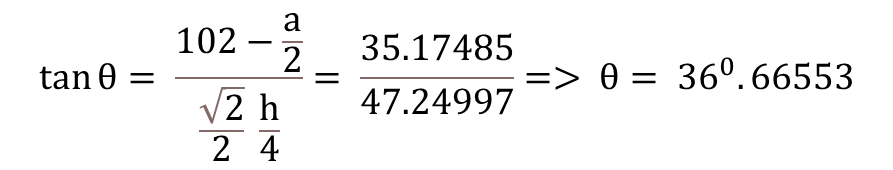 tan θ = (102 − a/2) / (√2/2 h/4) = 35.17485/47.24997 => θ = 36⁰.66553